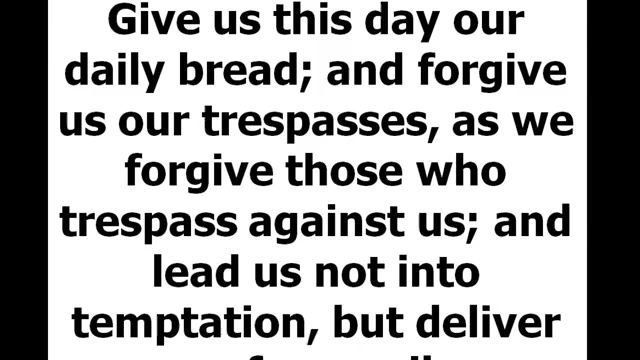 Give us this day our
daily bread; and forgive
us our trespasses, as we
forgive those who
trespass against us; and
lead us not into
temptation, but deliver